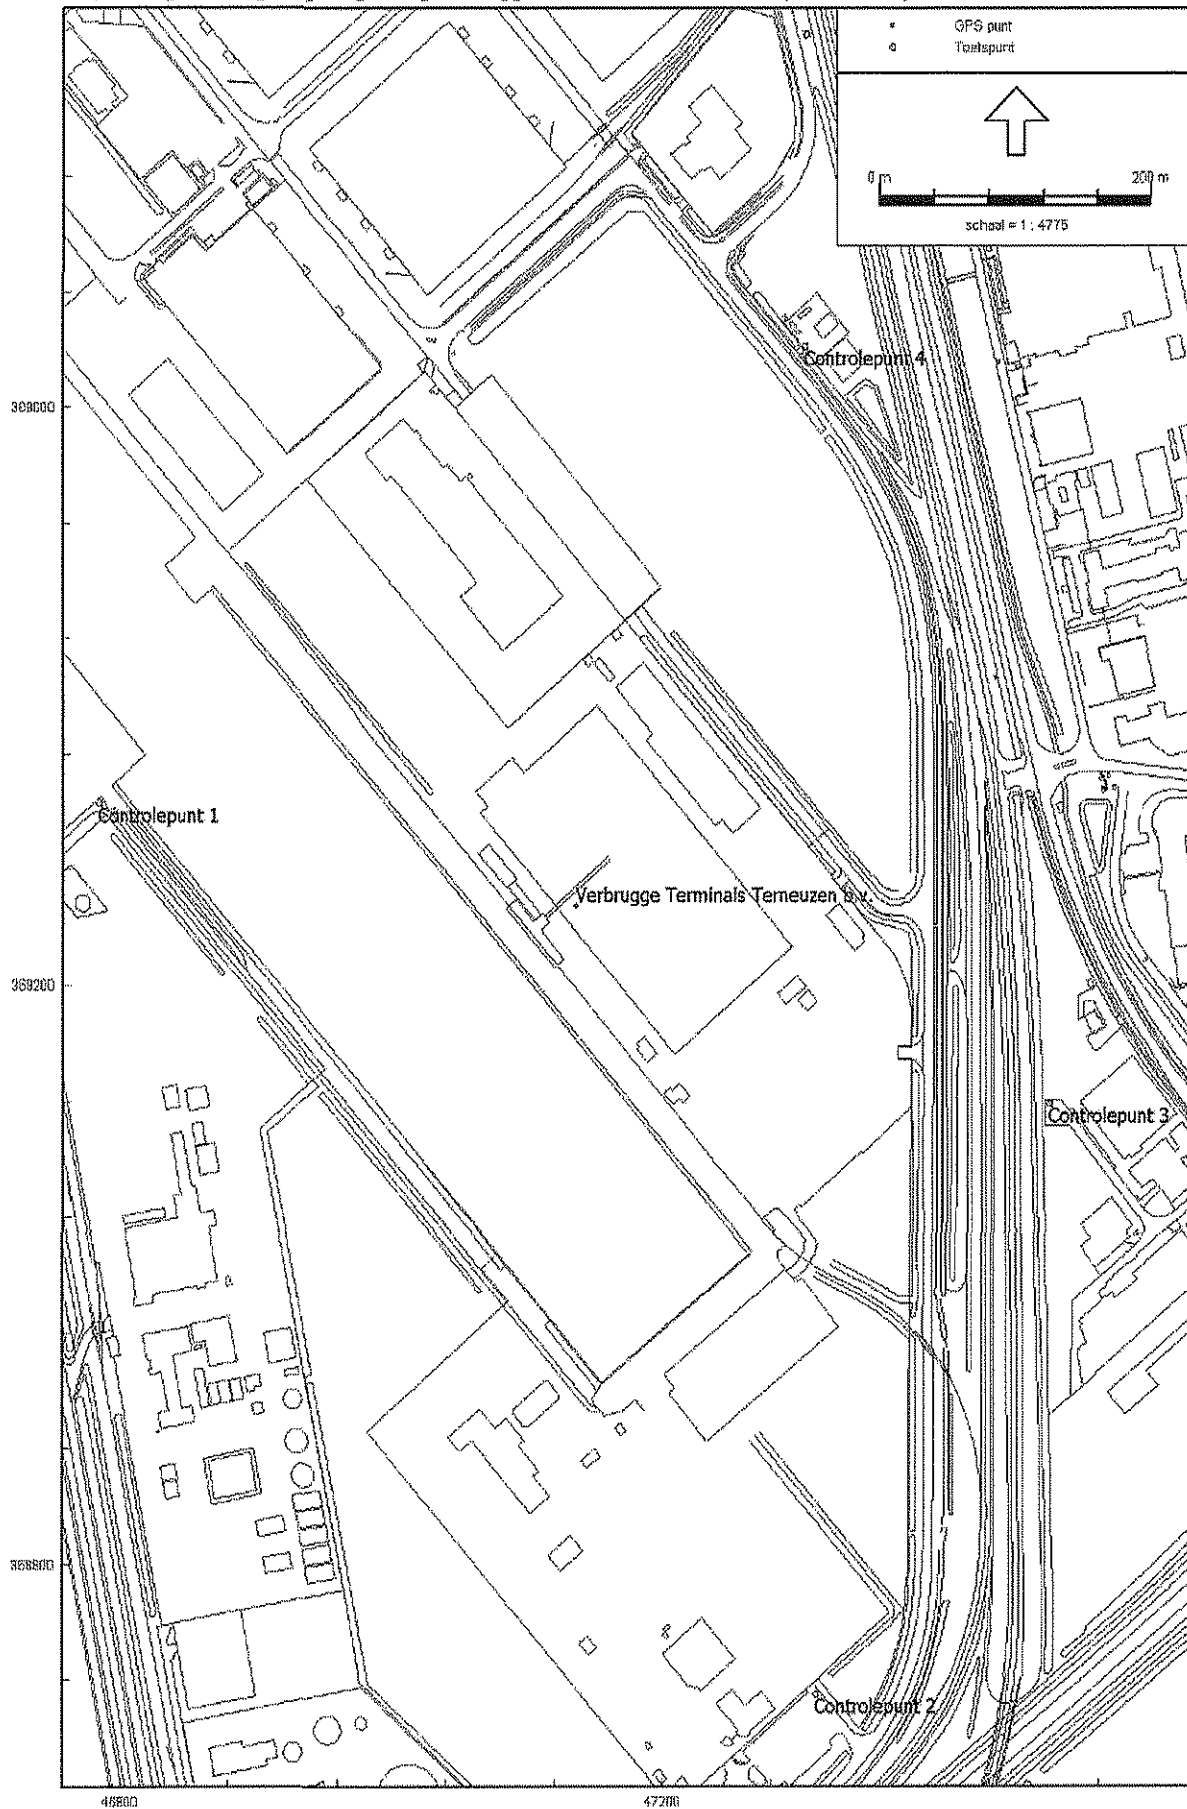 GPS punt
Toetspunt
0 m
200 m
schaal = 1 : 4775
Controlepunt 4
Controlepunt 1
Verbrugge Terminals Terneuzen b.v.
369200
Controlepunt 3
368800
Controlepunt 2
46800
47200